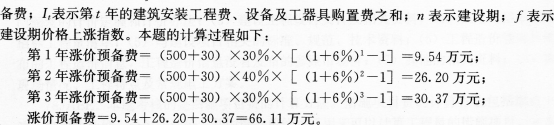 备费；Iₜ表示第 t 年的建筑安装工程费、设备及工器具购置费之和；n 表示建设期；f 表示
建设期价格上涨指数。本题的计算过程如下：
第 1 年涨价预备费＝（500＋30）×30%×［（1＋6%）¹－1］＝9.54 万元；
第 2 年涨价预备费＝（500＋30）×40%×［（1＋6%）²－1］＝26.20 万元；
第 3 年涨价预备费＝（500＋30）×30%×［（1＋6%）³－1］＝30.37 万元；
涨价预备费＝9.54＋26.20＋30.37＝66.11 万元。